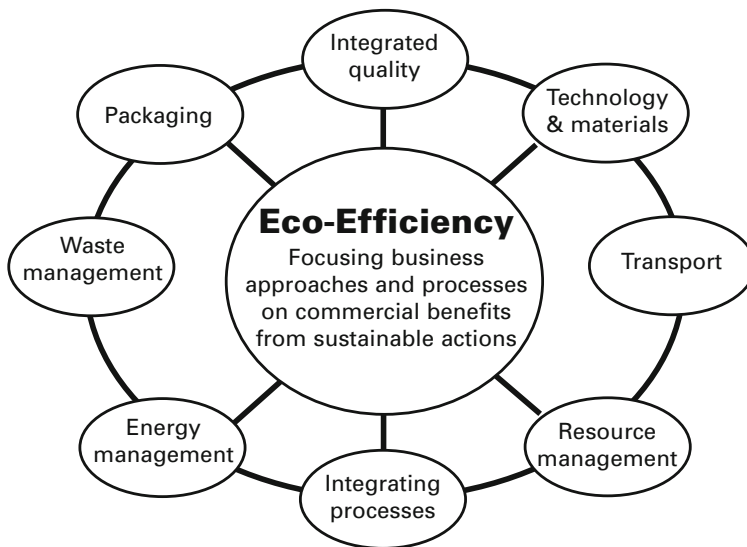 Integrated
quality
Packaging
Technology
& materials
Eco-Efficiency
Focusing business
approaches and processes
on commercial benefits
from sustainable actions
Waste
management
Transport
Energy
management
Resource
management
Integrating
processes